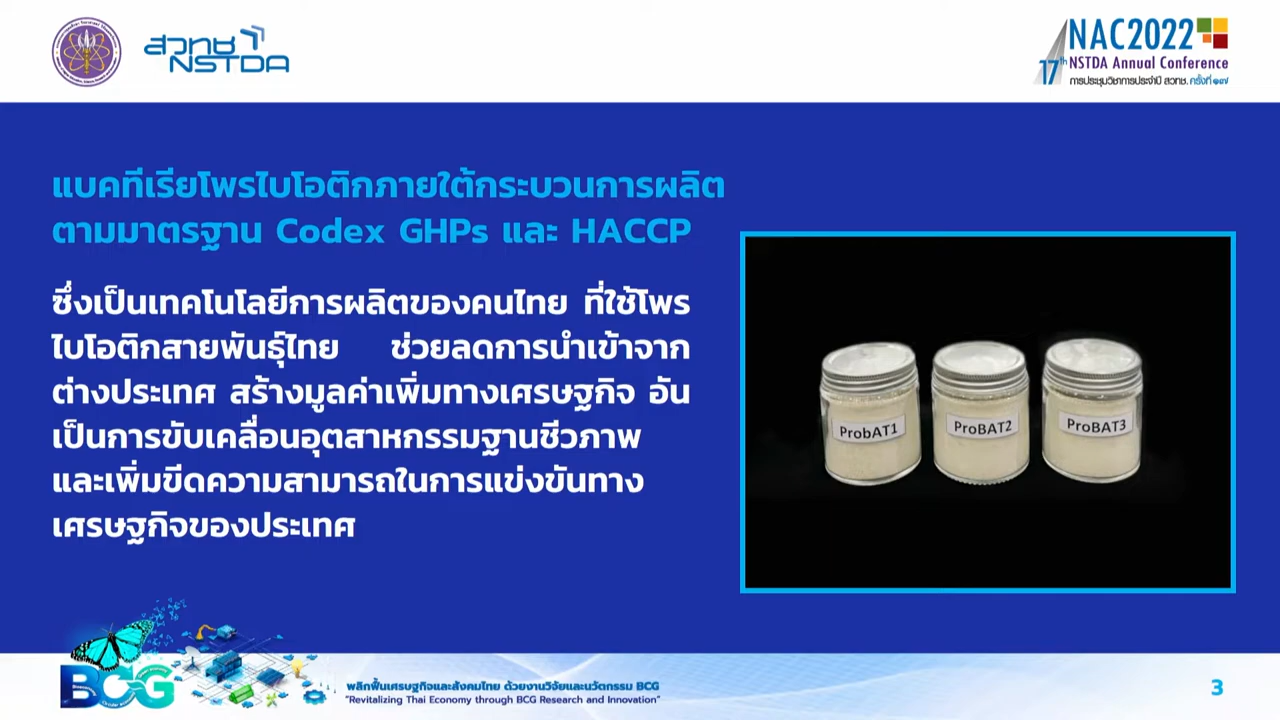 สวทช
NSTDA
NAC2022
17th NSTDA Annual Conference
การประชุมวิชาการประจำปี สวทช. ครั้งที่ ๑๗
แบคทีเรียโพรไบโอติกภายใต้กระบวนการผลิต
ตามมาตรฐาน Codex GHPs และ HACCP
ซึ่งเป็นเทคโนโลยีการผลิตของคนไทย ที่ใช้โพร
ไบโอติกสายพันธุ์ไทย ช่วยลดการนำเข้าจาก
ต่างประเทศ สร้างมูลค่าเพิ่มทางเศรษฐกิจ อัน
เป็นการขับเคลื่อนอุตสาหกรรมฐานชีวภาพ
และเพิ่มขีดความสามารถในการแข่งขันทาง
เศรษฐกิจของประเทศ
ProbAT1
ProBAT2
ProBAT3
BCG
พลิกฟื้นเศรษฐกิจและสังคมไทย ด้วยงานวิจัยและนวัตกรรม BCG
"Revitalizing Thai Economy through BCG Research and Innovation"
3